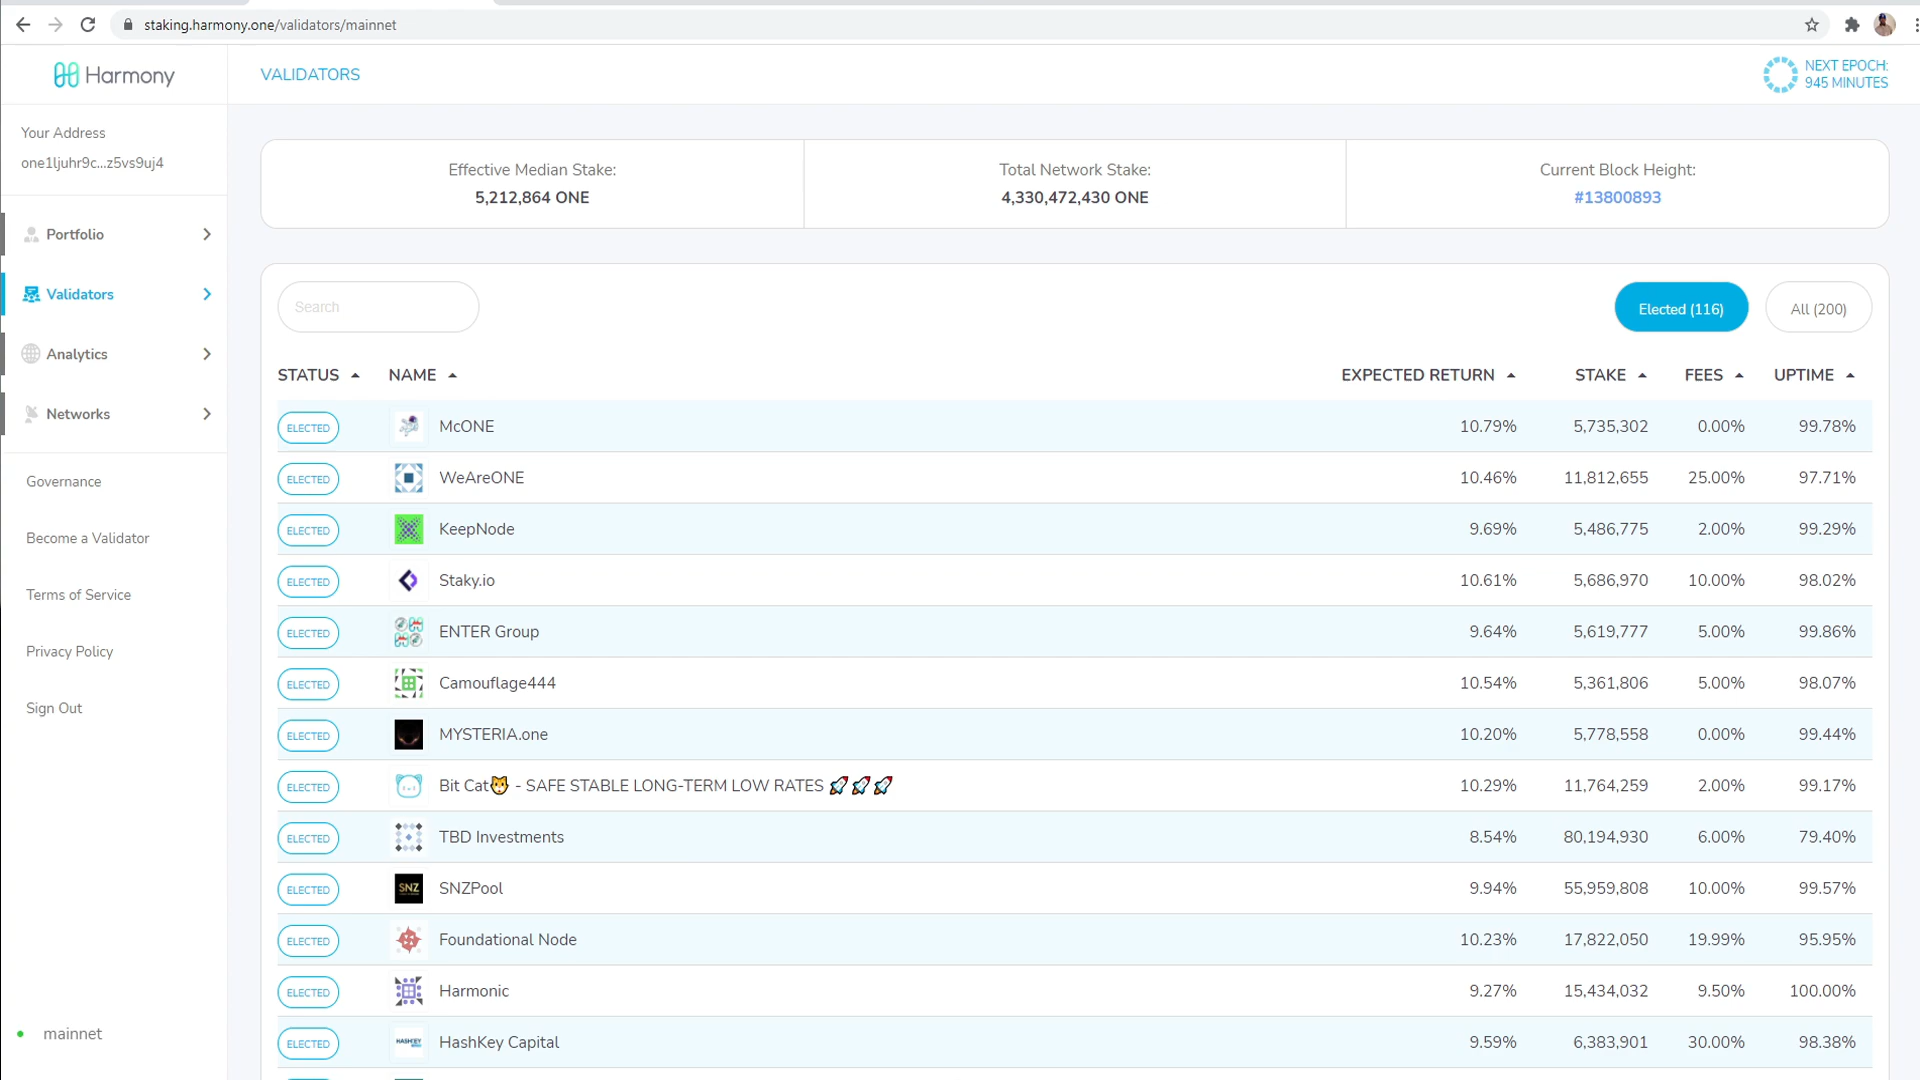 staking.harmony.one/validators/mainnet
Harmony
VALIDATORS
NEXT EPOCH:
945 MINUTES
Your Address
one1ljuhr9c...z5vs9uj4
Portfolio
Validators
Analytics
Networks
Governance
Become a Validator
Terms of Service
Privacy Policy
Sign Out
mainnet
Effective Median Stake:
5,212,864 ONE
Total Network Stake:
4,330,472,430 ONE
Current Block Height:
#13800893
Search
Elected (116)
All (200)
STATUS NAME EXPECTED RETURN STAKE FEES UPTIME
ELECTED McONE 10.79% 5,735,302 0.00% 99.78%
ELECTED WeAreONE 10.46% 11,812,655 25.00% 97.71%
ELECTED KeepNode 9.69% 5,486,775 2.00% 99.29%
ELECTED Staky.io 10.61% 5,686,970 10.00% 98.02%
ELECTED ENTER Group 9.64% 5,619,777 5.00% 99.86%
ELECTED Camouflage444 10.54% 5,361,806 5.00% 98.07%
ELECTED MYSTERIA.one 10.20% 5,778,558 0.00% 99.44%
ELECTED Bit Cat🐯 - SAFE STABLE LONG-TERM LOW RATES 🚀🚀🚀 10.29% 11,764,259 2.00% 99.17%
ELECTED TBD Investments 8.54% 80,194,930 6.00% 79.40%
ELECTED SNZ SNZPool 9.94% 55,959,808 10.00% 99.57%
ELECTED Foundational Node 10.23% 17,822,050 19.99% 95.95%
ELECTED Harmonic 9.27% 15,434,032 9.50% 100.00%
ELECTED HASHKEY HashKey Capital 9.59% 6,383,901 30.00% 98.38%